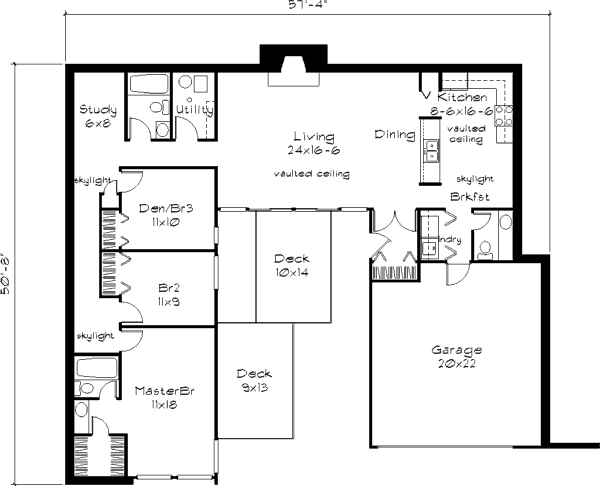 57'-4"
50'-8"
Study
6x8
Utility
Living
24x16-6
vaulted ceiling
Dining
Kitchen
8-6x16-6
vaulted
ceiling
skylight
Brkfst
skylight
Den/Br3
11x10
Deck
10x14
ndry
Br2
11x9
skylight
MasterBr
11x18
Deck
9x13
Garage
20x22